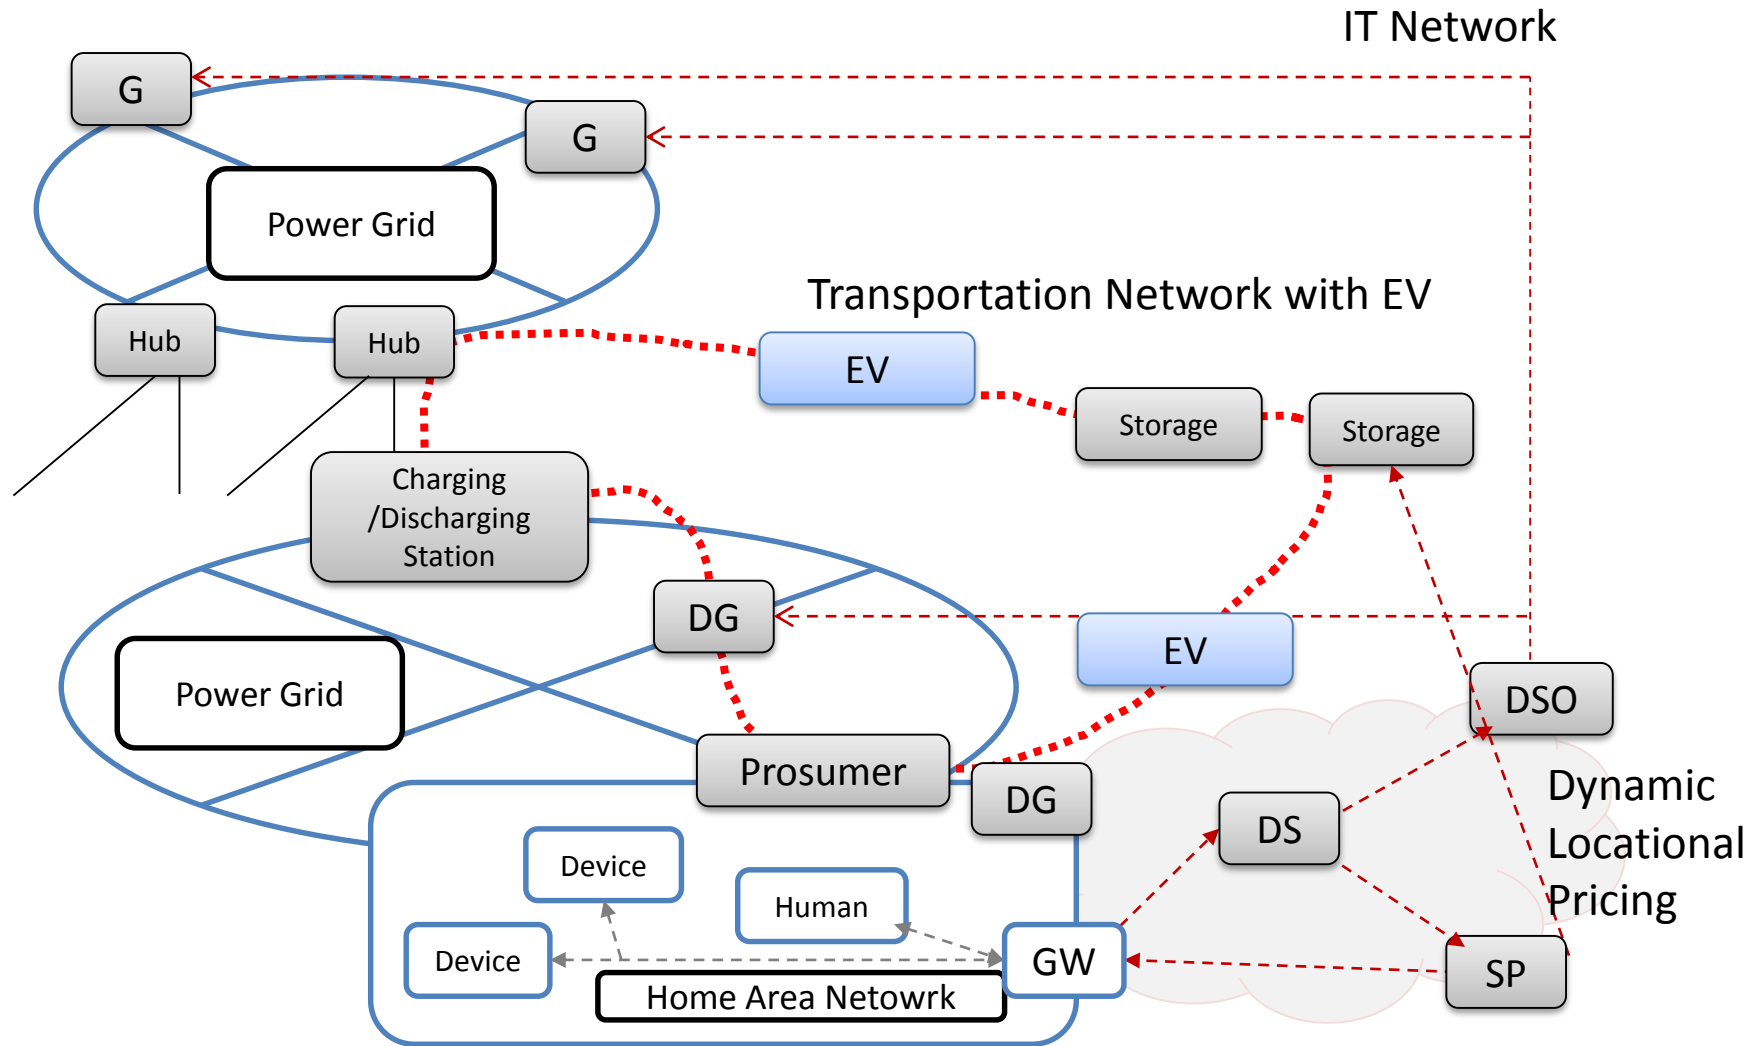 IT Network
G
G
Power Grid
Transportation Network with EV
Hub
Hub
EV
Storage
Storage
Charging
/Discharging
Station
DG
EV
Power Grid
DSO
Prosumer
DG
Dynamic
Locational
Pricing
DS
Device
Human
Device
GW
SP
Home Area Netowrk